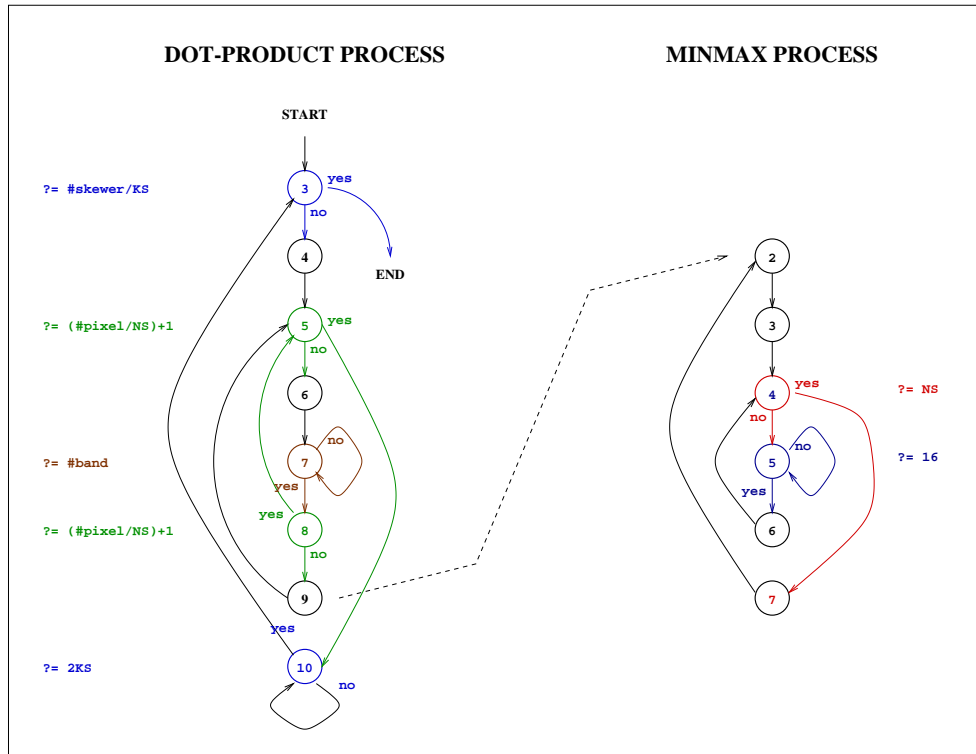 DOT-PRODUCT PROCESS
MINMAX PROCESS
START
?= #skewer/KS
3
yes
no
4
END
2
?= (#pixel/NS)+1
5
yes
no
3
6
4
yes
no
?= NS
?= #band
7
no
yes
5
no
yes
?= 16
?= (#pixel/NS)+1
yes
8
no
6
9
7
yes
?= 2KS
10
no